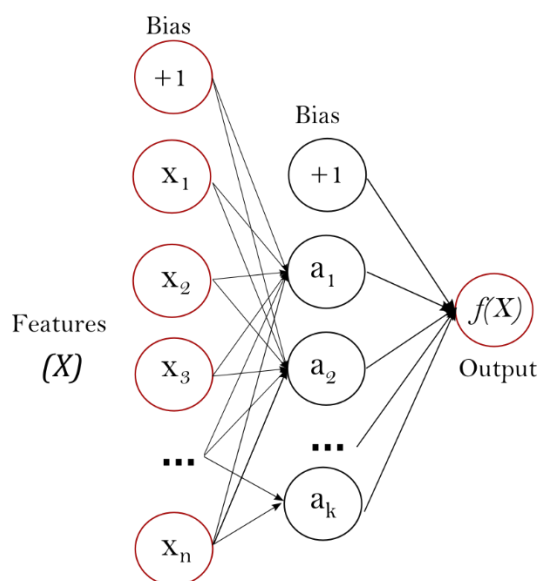 Bias
+1
x₁
x₂
x₃
...
xₙ
Features
(X)
Bias
+1
a₁
a₂
...
aₖ
f(X)
Output